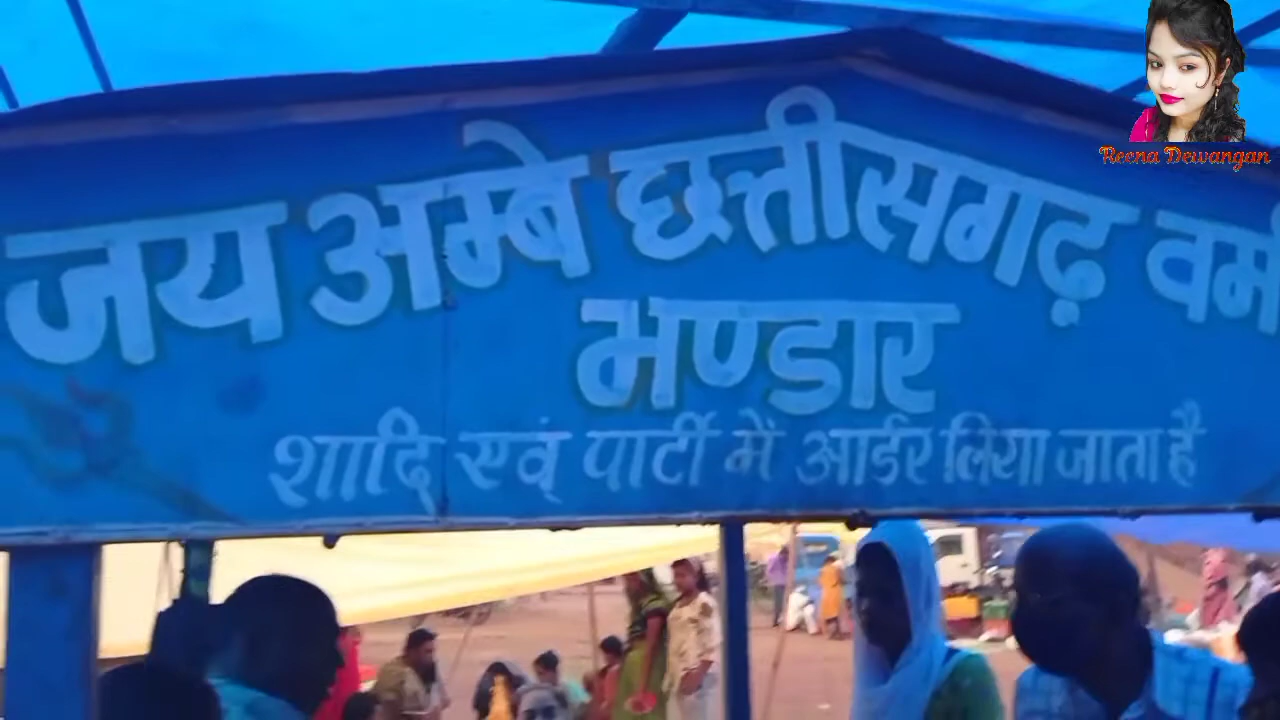 जय अम्बे छत्तीसगढ़
भण्डार
शादि एवं पार्टी में आर्डर लिया जाता है
Reena Dewangan